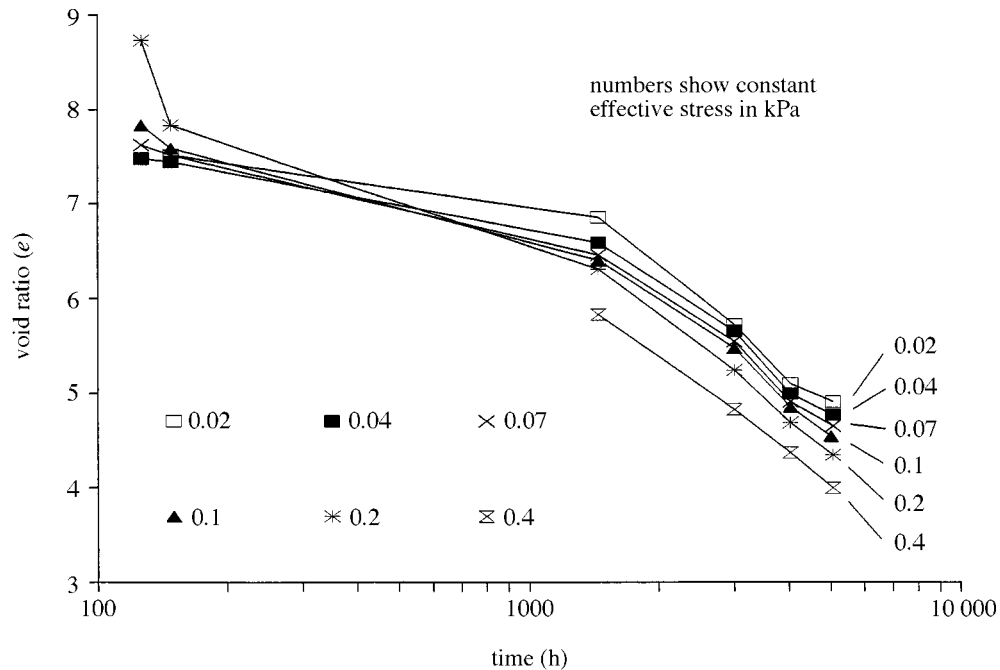 9
8
7
6
5
4
3
void ratio (e)
numbers show constant
effective stress in kPa
0.02
0.04
0.07
0.1
0.2
0.4
0.02 0.04 0.07
0.1 0.2 0.4
100 1000 10 000
time (h)